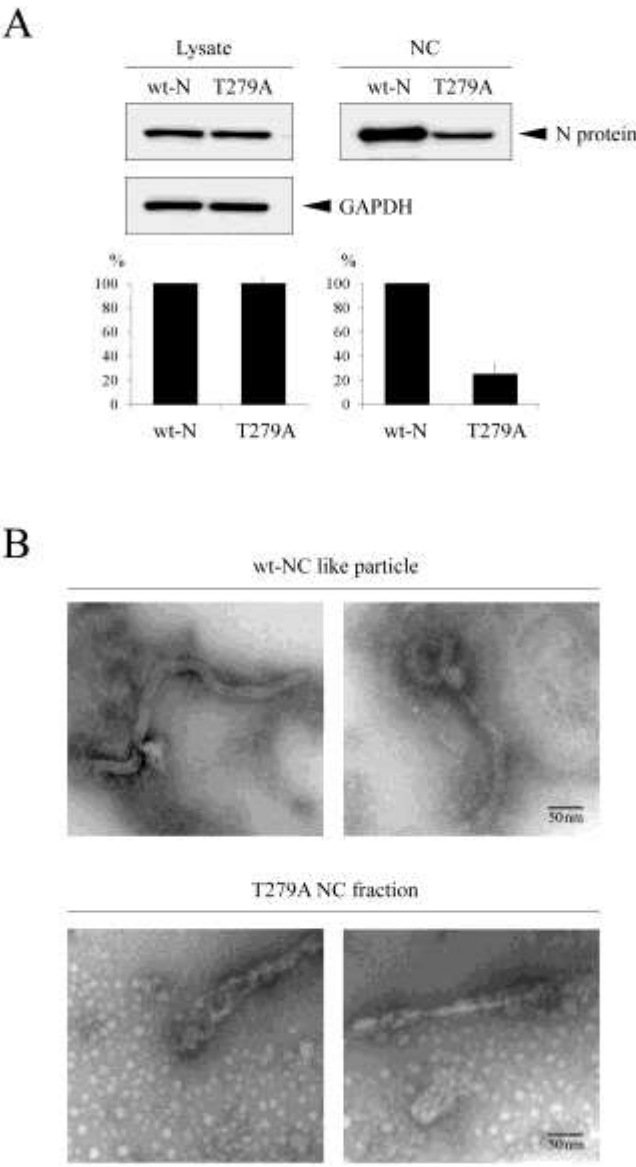 A
Lysate NC
wt-N T279A wt-N T279A
N protein
GAPDH
% %
100 100
80 80
60 60
40 40
20 20
0 0
wt-N T279A wt-N T279A
B
wt-NC like particle
50nm
T279A NC fraction
50nm